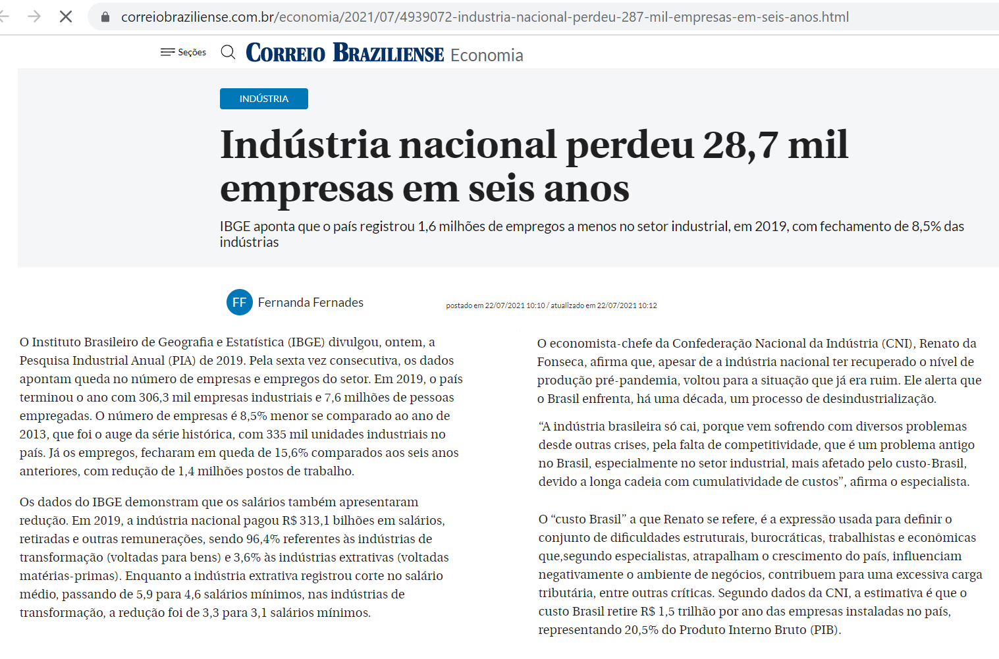 correiobraziliense.com.br/economia/2021/07/4939072-industria-nacional-perdeu-287-mil-empresas-em-seis-anos.html
Seções CORREIO BRAZILIENSE Economia
INDÚSTRIA
Indústria nacional perdeu 28,7 mil
empresas em seis anos
IBGE aponta que o país registrou 1,6 milhões de empregos a menos no setor industrial, em 2019, com fechamento de 8,5% das
indústrias
FF Fernanda Fernades
postado em 22/07/2021 10:10 / atualizado em 22/07/2021 10:12
O Instituto Brasileiro de Geografia e Estatística (IBGE) divulgou, ontem, a
Pesquisa Industrial Anual (PIA) de 2019. Pela sexta vez consecutiva, os dados
apontam queda no número de empresas e empregos do setor. Em 2019, o país
terminou o ano com 306,3 mil empresas industriais e 7,6 milhões de pessoas
empregadas. O número de empresas é 8,5% menor se comparado ao ano de
2013, que foi o auge da série histórica, com 335 mil unidades industriais no
país. Já os empregos, fecharam em queda de 15,6% comparados aos seis anos
anteriores, com redução de 1,4 milhões postos de trabalho.
Os dados do IBGE demonstram que os salários também apresentaram
redução. Em 2019, a indústria nacional pagou R$ 313,1 bilhões em salários,
retiradas e outras remunerações, sendo 96,4% referentes às indústrias de
transformação (voltadas para bens) e 3,6% às indústrias extrativas (voltadas
matérias-primas). Enquanto a indústria extrativa registrou corte no salário
médio, passando de 5,9 para 4,6 salários mínimos, nas indústrias de
transformação, a redução foi de 3,3 para 3,1 salários mínimos.
O economista-chefe da Confederação Nacional da Indústria (CNI), Renato da
Fonseca, afirma que, apesar de a indústria nacional ter recuperado o nível de
produção pré-pandemia, voltou para a situação que já era ruim. Ele alerta que
o Brasil enfrenta, há uma década, um processo de desindustrialização.
“A indústria brasileira só cai, porque vem sofrendo com diversos problemas
desde outras crises, pela falta de competitividade, que é um problema antigo
no Brasil, especialmente no setor industrial, mais afetado pelo custo-Brasil,
devido a longa cadeia com cumulatividade de custos”, afirma o especialista.
O “custo Brasil” a que Renato se refere, é a expressão usada para definir o
conjunto de dificuldades estruturais, burocráticas, trabalhistas e econômicas
que,segundo especialistas, atrapalham o crescimento do país, influenciam
negativamente o ambiente de negócios, contribuem para uma excessiva carga
tributária, entre outras críticas. Segundo dados da CNI, a estimativa é que o
custo Brasil retire R$ 1,5 trilhão por ano das empresas instaladas no país,
representando 20,5% do Produto Interno Bruto (PIB).